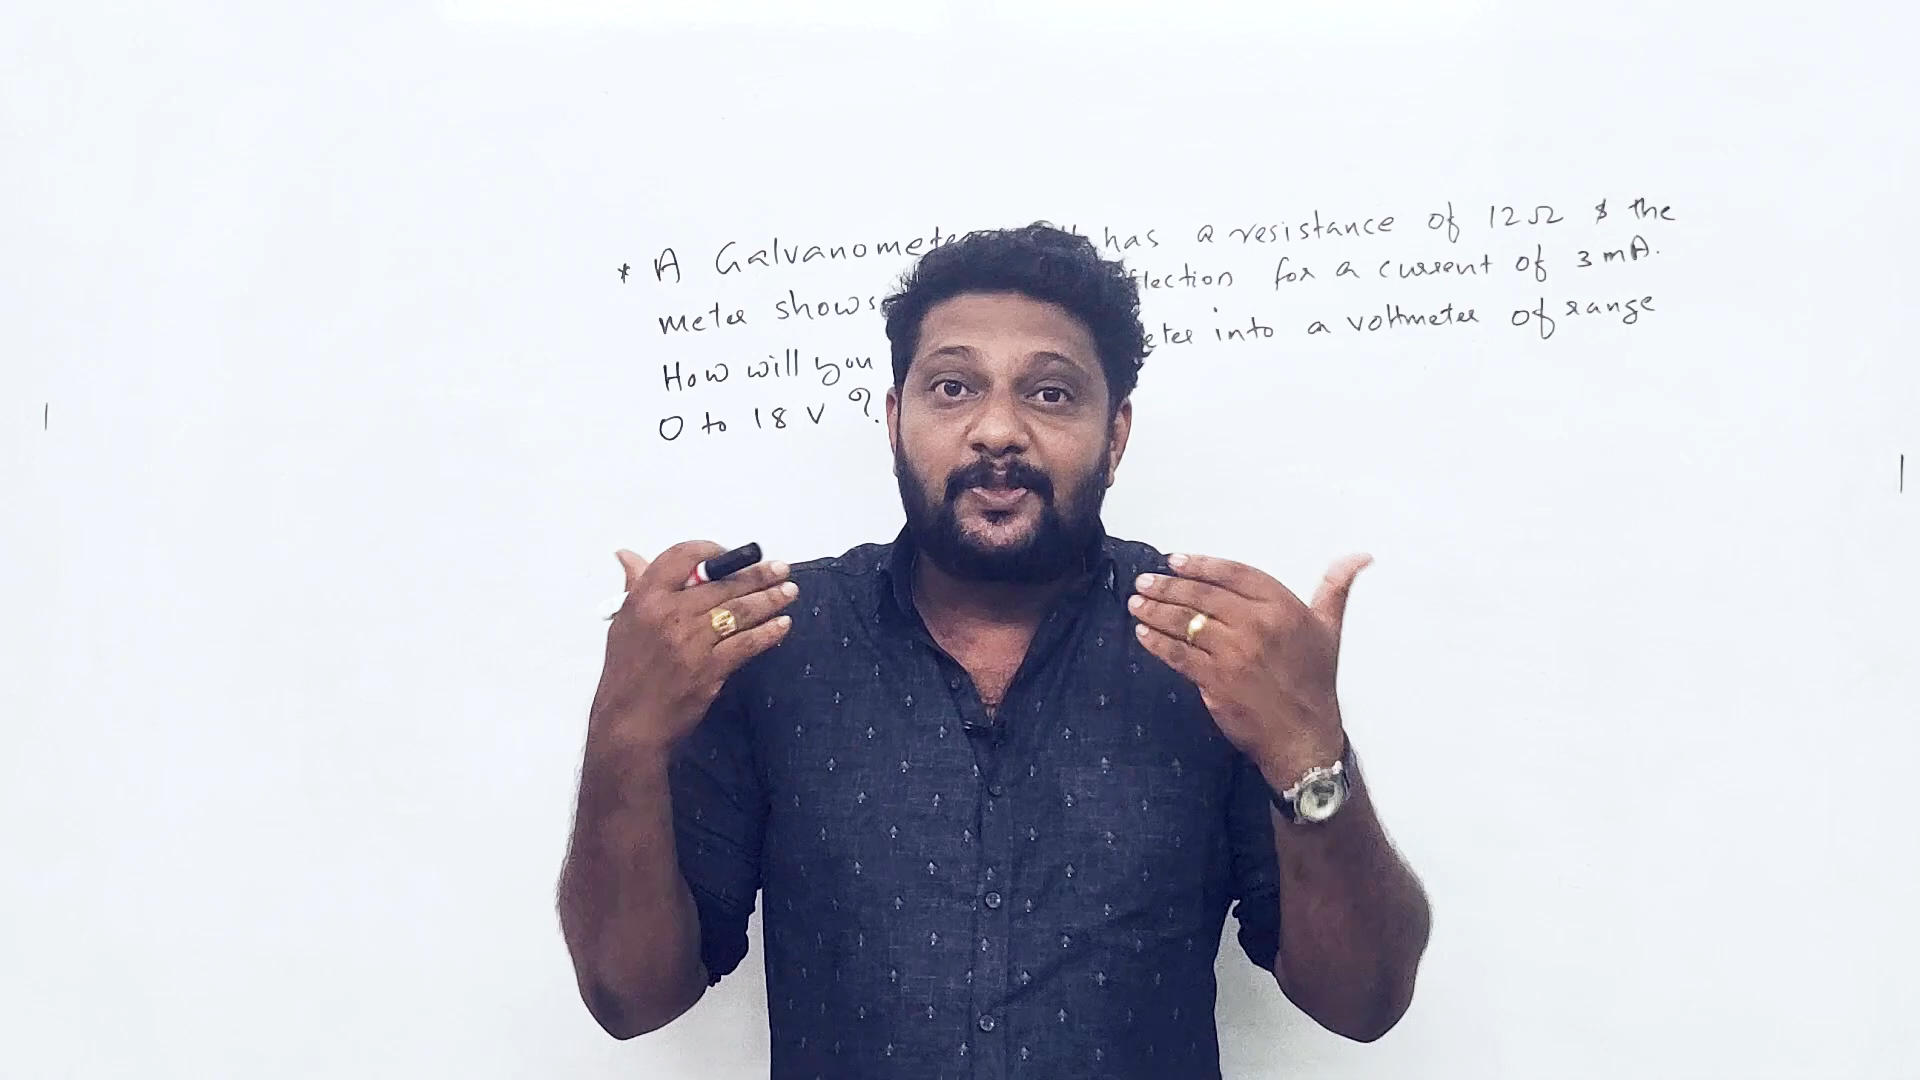 * A Galvanometer has a resistance of 12Ω & the
meter shows flection for a current of 3 mA.
How will you eter into a voltmeter of range
0 to 18 V ?